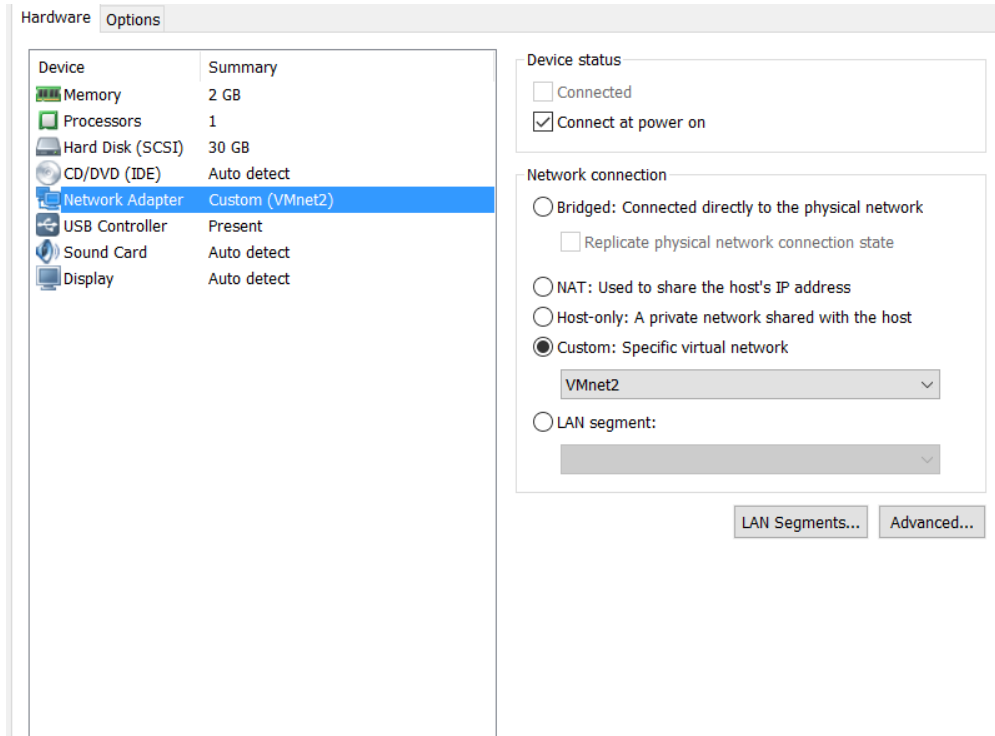 Hardware Options
Device Summary
Memory 2 GB
Processors 1
Hard Disk (SCSI) 30 GB
CD/DVD (IDE) Auto detect
Network Adapter Custom (VMnet2)
USB Controller Present
Sound Card Auto detect
Display Auto detect
Device status
Connected
Connect at power on
Network connection
Bridged: Connected directly to the physical network
Replicate physical network connection state
NAT: Used to share the host's IP address
Host-only: A private network shared with the host
Custom: Specific virtual network
VMnet2
LAN segment:
LAN Segments... Advanced...